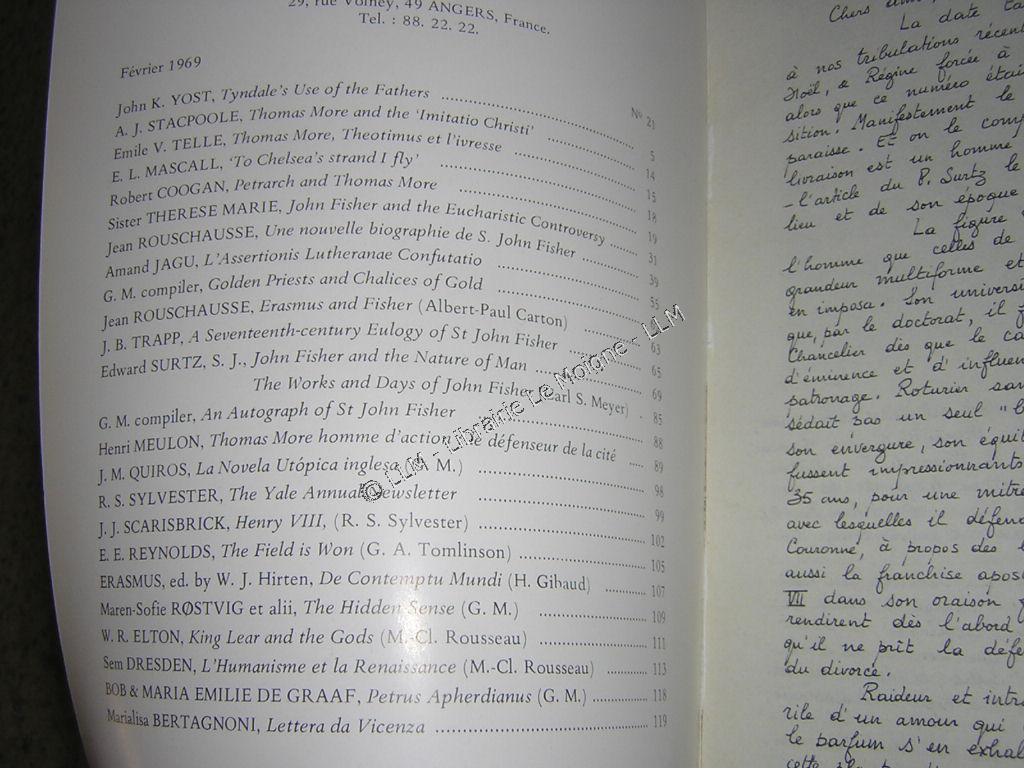 29, rue Volney, 49 ANGERS, France.
Tel. : 88. 22. 22.
Février 1969
Nº 21
John K. YOST, Tyndale's Use of the Fathers 5
A. J. STACPOOLE, Thomas More and the 'Imitatio Christi' 14
Emile V. TELLE, Thomas More, Theotimus et l'ivresse 15
E. L. MASCALL, 'To Chelsea's strand I fly' 18
Robert COOGAN, Petrarch and Thomas More 19
Sister THERESE MARIE, John Fisher and the Eucharistic Controversy 31
Jean ROUSCHAUSSE, Une nouvelle biographie de S. John Fisher 39
Amand JAGU, L'Assertionis Lutheranae Confutatio 55
G. M. compiler, Golden Priests and Chalices of Gold
Jean ROUSCHAUSSE, Erasmus and Fisher (Albert-Paul Carton) 63
J. B. TRAPP, A Seventeenth-century Eulogy of St John Fisher 65
Edward SURTZ, S. J., John Fisher and the Nature of Man 69
The Works and Days of John Fisher (Carl S. Meyer) 85
G. M. compiler, An Autograph of St John Fisher 88
Henri MEULON, Thomas More homme d'action: le défenseur de la cité 89
J. M. QUIROS, La Novela Utópica inglesa (G. M.) 98
R. S. SYLVESTER, The Yale Annual Newsletter 99
J. J. SCARISBRICK, Henry VIII, (R. S. Sylvester) 102
E. E. REYNOLDS, The Field is Won (G. A. Tomlinson) 105
ERASMUS, ed. by W. J. Hirten, De Contemptu Mundi (H. Gibaud) 107
Maren-Sofie RØSTVIG et alii, The Hidden Sense (G. M.) 109
W. R. ELTON, King Lear and the Gods (M.-Cl. Rousseau) 111
Sem DRESDEN, L'Humanisme et la Renaissance (M.-Cl. Rousseau) 113
BOB & MARIA EMILIE DE GRAAF, Petrus Apherdianus (G. M.) 118
Marialisa BERTAGNONI, Lettera da Vicenza 119
© LLM - Librairie Le Moigne - LLM
Chers
La date
à nos tribulations récen
Noël, & Régine forcée à
alors que ce numéro étai
sition. Manifestement le
paraisse. Et on le com
livraison est un homme
- l'article du P. Surtz le
lieu et de son époque
La figure
l'homme que celles de
grandeur multiforme et
en imposa. Son univers
que, par le doctorat, il
Chancelier dès que le ca
d'éminence et d'influen
patronage. Roturier san
sédait pas un seul "
son envergure, son équi
fussent impressionnants
35 ans, pour une mitre
avec lesquelles il défen
Couronne, à propos des
aussi la franchise apos
VII dans son oraison
rendirent dès l'abord
qu'il ne prît la défe
du divorce.
Raideur et intr
rile d'un amour qui
le parfum s'en exhal